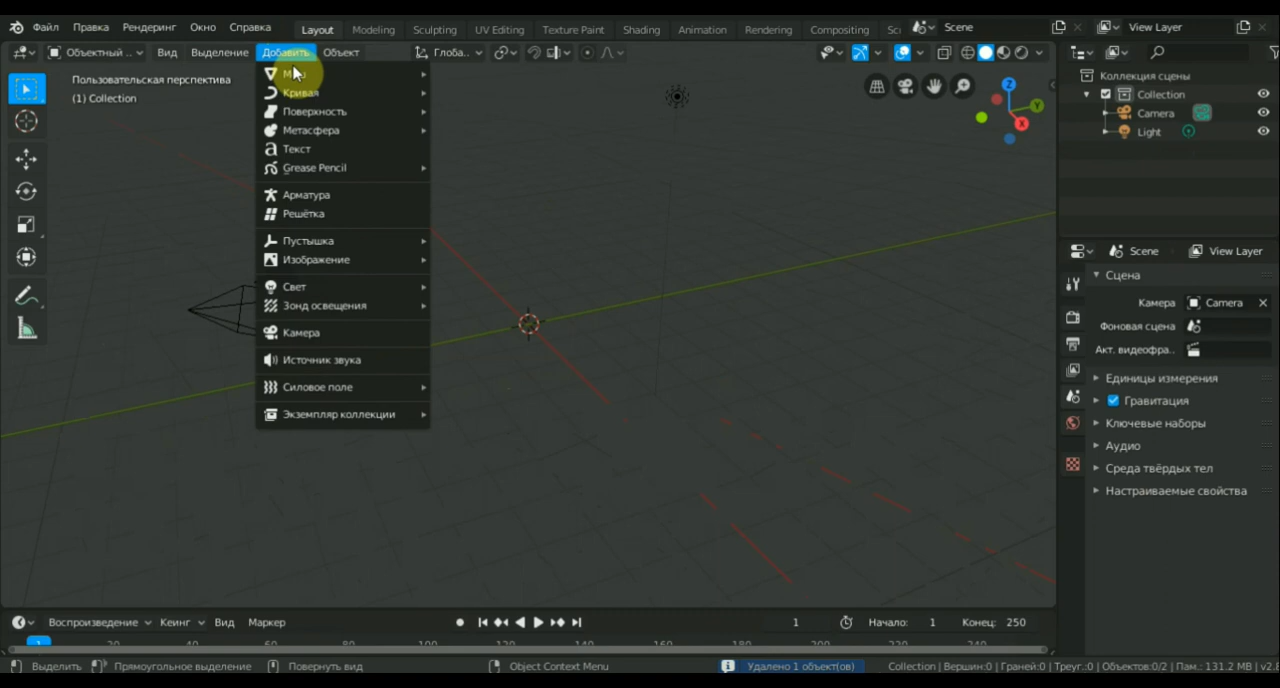 Файл Правка Рендеринг Окно Справка Layout Modeling Sculpting UV Editing Texture Paint Shading Animation Rendering Compositing Scene View Layer
Объектный .. Вид Выделение Добавить Объект Глоба..
Пользовательская перспектива
(1) Collection
Кривая
Поверхность
Метасфера
Текст
Grease Pencil
Арматура
Решётка
Пустышка
Изображение
Свет
Зонд освещения
Камера
Источник звука
Силовое поле
Экземпляр коллекции
Z
Y
X
Коллекция сцены
Collection
Camera
Light
Scene View Layer
Сцена
Камера Camera
Фоновая сцена
Акт. видеофра..
Единицы измерения
Гравитация
Ключевые наборы
Аудио
Среда твёрдых тел
Настраиваемые свойства
Воспроизведение Кеинг Вид Маркер 1 Начало: 1 Конец: 250
1 20 40 60 80 100 160 200 220 240
Выделить Прямоугольное выделение Повернуть вид Object Context Menu Удалено 1 объект(ов) Collection | Вершин:0 | Граней:0 | Треуг.:0 | Объектов:0/2 | Пам.: 131.2 MB | v2.8